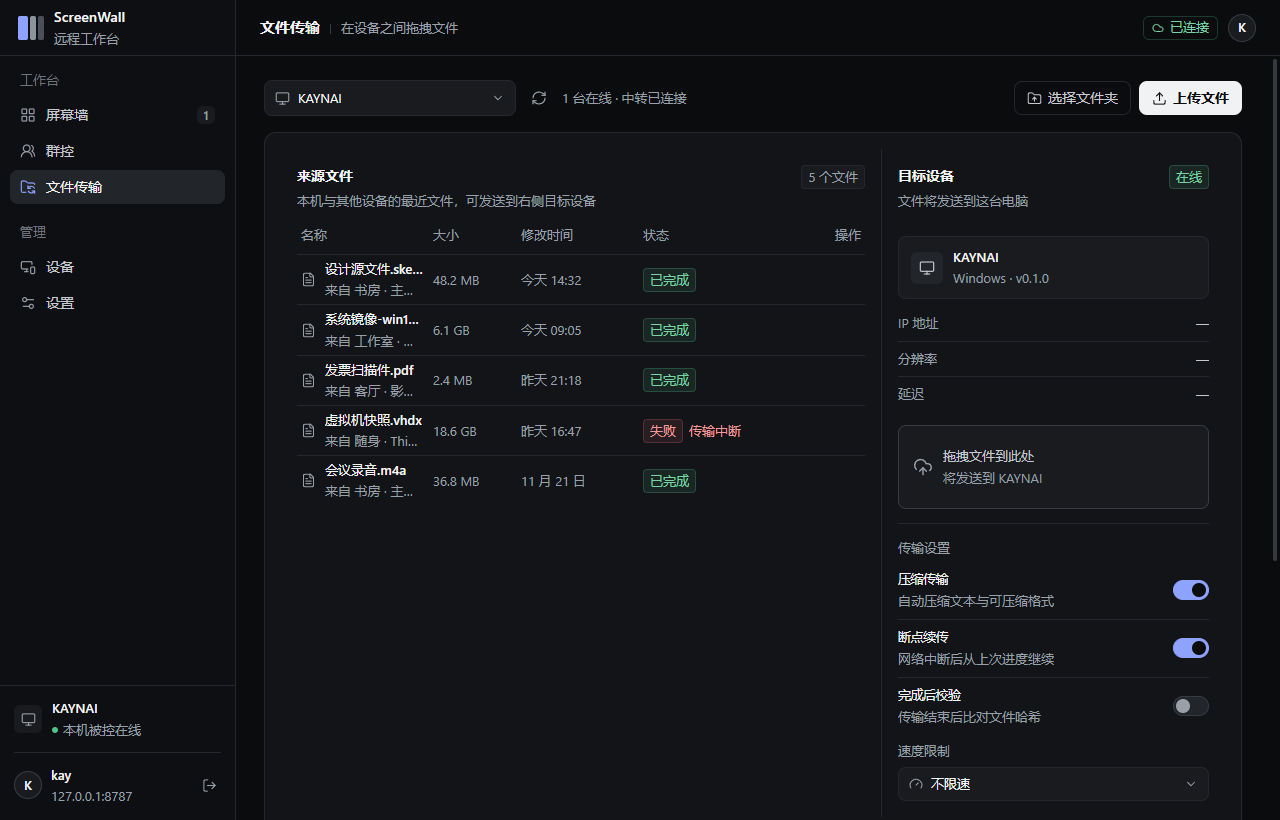 ScreenWall
远程工作台
文件传输
在设备之间拖拽文件
已连接
K
工作台
屏幕墙
1
群控
文件传输
管理
设备
设置
KAYNAI
1 台在线 · 中转已连接
选择文件夹
上传文件
来源文件
5 个文件
本机与其他设备的最近文件，可发送到右侧目标设备
名称 大小 修改时间 状态 操作
设计源文件.ske...
来自 书房 · 主...
48.2 MB 今天 14:32 已完成
系统镜像-win1...
来自 工作室 · ...
6.1 GB 今天 09:05 已完成
发票扫描件.pdf
来自 客厅 · 影...
2.4 MB 昨天 21:18 已完成
虚拟机快照.vhdx
来自 随身 · Thi...
18.6 GB 昨天 16:47 失败 传输中断
会议录音.m4a
来自 书房 · 主...
36.8 MB 11 月 21 日 已完成
目标设备
在线
文件将发送到这台电脑
KAYNAI
Windows · v0.1.0
IP 地址 —
分辨率 —
延迟 —
拖拽文件到此处
将发送到 KAYNAI
传输设置
压缩传输
自动压缩文本与可压缩格式
断点续传
网络中断后从上次进度继续
完成后校验
传输结束后比对文件哈希
速度限制
不限速
KAYNAI
本机被控在线
K
kay
127.0.0.1:8787